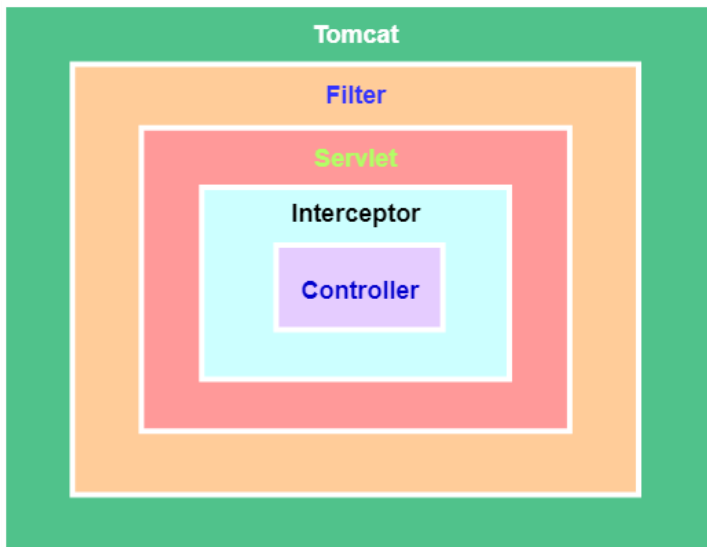 Tomcat
Filter
Servlet
Interceptor
Controller